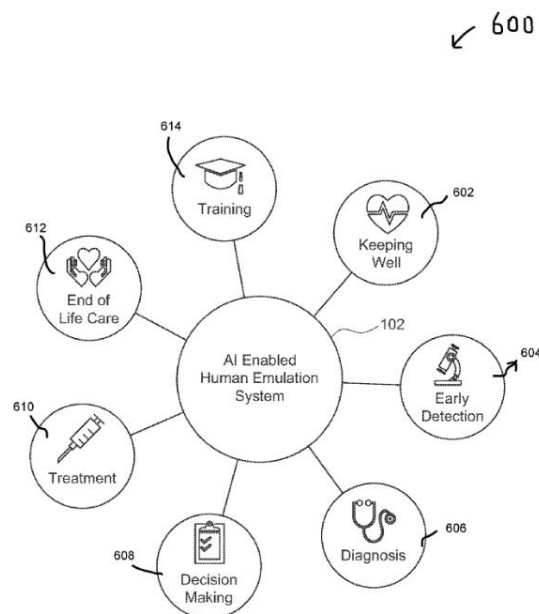 600
614
Training
602
Keeping
Well
612
End of
Life Care
102
AI Enabled
Human Emulation
System
604
Early
Detection
610
Treatment
606
Diagnosis
608
Decision
Making